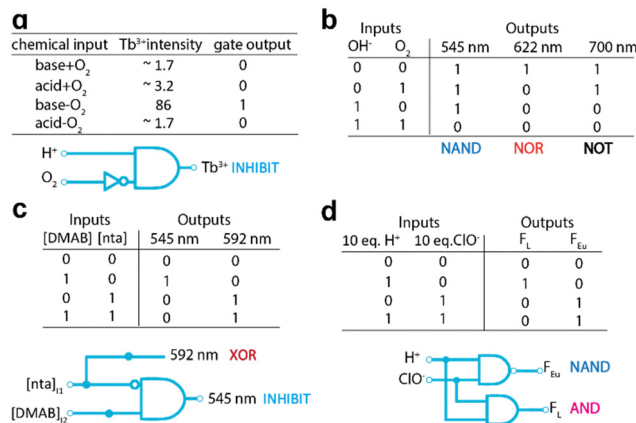 a
chemical input Tb³⁺intensity gate output
base+O₂ ~ 1.7 0
acid+O₂ ~ 3.2 0
base-O₂ 86 1
acid-O₂ ~ 1.7 0
H⁺
O₂
Tb³⁺ INHIBIT
b
Inputs Outputs
OH⁻ O₂ 545 nm 622 nm 700 nm
0 0 1 1 1
0 1 1 0 1
1 0 1 0 0
1 1 0 0 0
NAND NOR NOT
c
Inputs Outputs
[DMAB] [nta] 545 nm 592 nm
0 0 0 0
1 0 1 0
0 1 0 1
1 1 0 1
592 nm XOR
[nta]I1
545 nm INHIBIT
[DMAB]I2
d
Inputs Outputs
10 eq. H⁺ 10 eq.ClO⁻ FL FEu
0 0 0 0
1 0 1 0
0 1 0 1
1 1 0 1
H⁺
FEu NAND
ClO⁻
FL AND